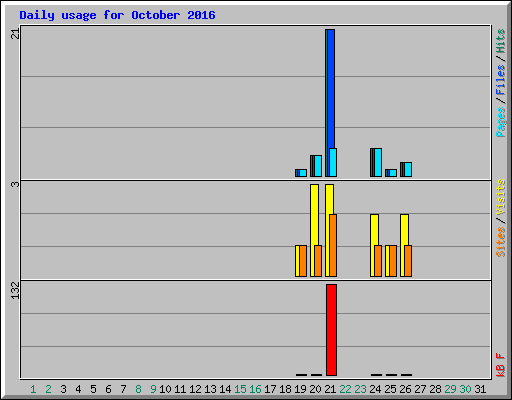 Daily usage for October 2016
21
3
132
Pages / Files / Hits
Sites / Visits
kB F
1 2 3 4 5 6 7 8 9 10 11 12 13 14 15 16 17 18 19 20 21 22 23 24 25 26 27 28 29 30 31